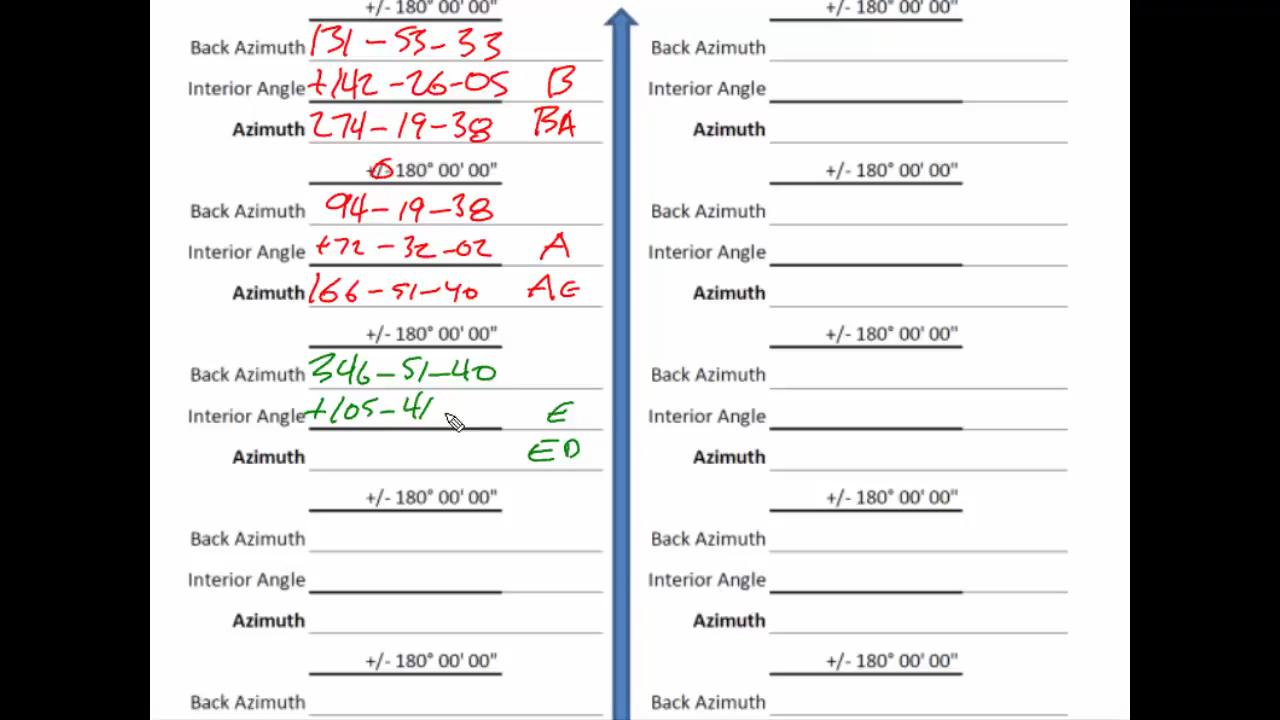 +/- 180° 00' 00"
Back Azimuth 131-53-33
Interior Angle +142-26-05 B
Azimuth 274-19-38 BA
+/- 180° 00' 00"
Back Azimuth 94-19-38
Interior Angle +72-32-02 A
Azimuth 166-51-40 AE
+/- 180° 00' 00"
Back Azimuth 346-51-40
Interior Angle +105-41 E
Azimuth ED
+/- 180° 00' 00"
Back Azimuth
Interior Angle
Azimuth
+/- 180° 00' 00"
Back Azimuth
+/- 180° 00' 00"
Back Azimuth
Interior Angle
Azimuth
+/- 180° 00' 00"
Back Azimuth
Interior Angle
Azimuth
+/- 180° 00' 00"
Back Azimuth
Interior Angle
Azimuth
+/- 180° 00' 00"
Back Azimuth
Interior Angle
Azimuth
+/- 180° 00' 00"
Back Azimuth